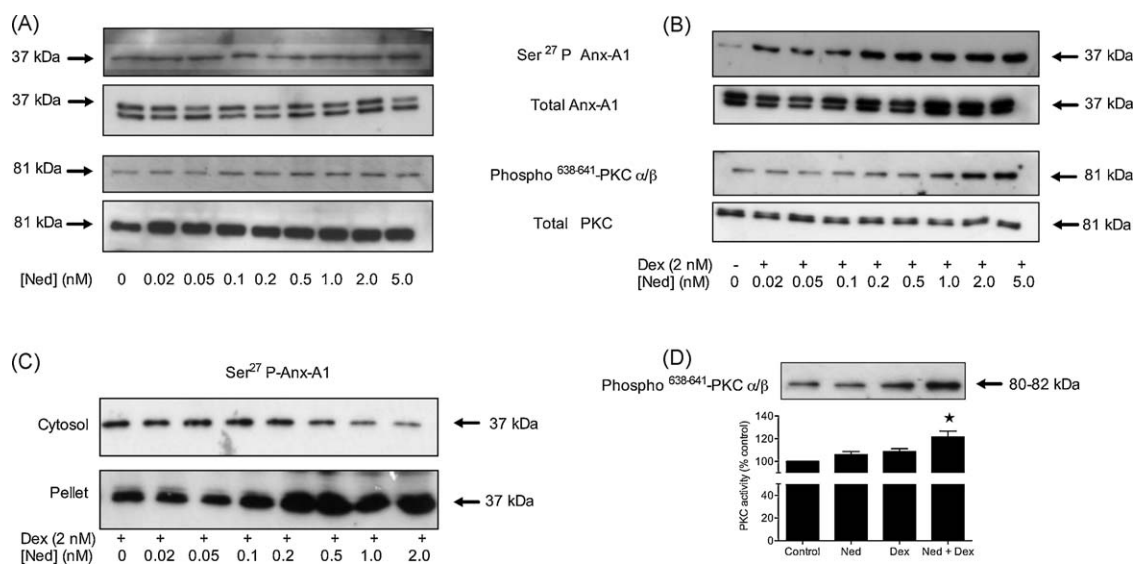 (A)
37 kDa
37 kDa
81 kDa
81 kDa
[Ned] (nM) 0 0.02 0.05 0.1 0.2 0.5 1.0 2.0 5.0
(B)
Ser 27 P Anx-A1 37 kDa
Total Anx-A1 37 kDa
Phospho 638-641-PKC α/β 81 kDa
Total PKC 81 kDa
Dex (2 nM) - + + + + + + + +
[Ned] (nM) 0 0.02 0.05 0.1 0.2 0.5 1.0 2.0 5.0
(C)
Ser27 P-Anx-A1
Cytosol 37 kDa
Pellet 37 kDa
Dex (2 nM) + + + + + + + +
[Ned] (nM) 0 0.02 0.05 0.1 0.2 0.5 1.0 2.0
(D)
Phospho 638-641-PKC α/β 80-82 kDa
PKC activity (% control)
140
120
100
80
60
40
20
0
★
Control Ned Dex Ned + Dex